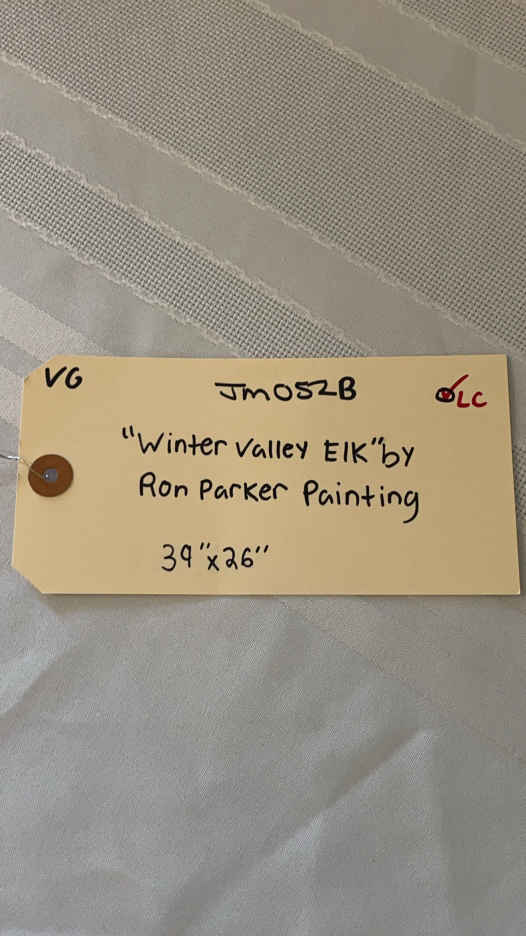 VG JM052B LC
"Winter Valley Elk" by
Ron Parker Painting
39"x26"